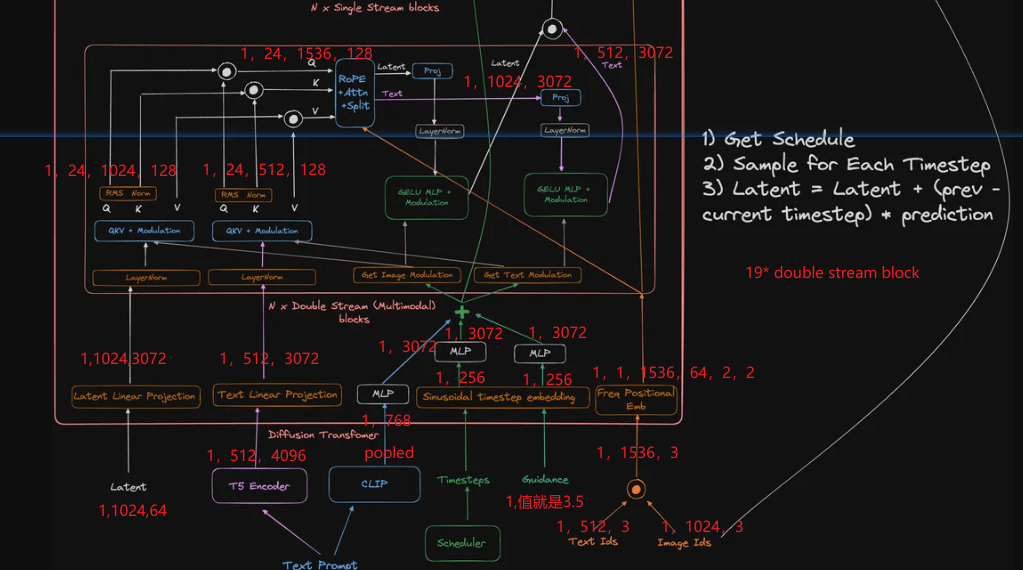 N x Single Stream blocks
1, 24, 1536, 128
1, 512, 3072
Q
Latent
Latent
Text
K
RoPE
+Attn
+Split
Proj
1, 1024, 3072
Text
Proj
V
LayerNorm
LayerNorm
1) Get Schedule
2) Sample for Each Timestep
3) Latent = Latent + (prev -
current timestep) * prediction
1, 24, 1024, 128
1, 24, 512, 128
RMS Norm
RMS Norm
GELU MLP +
Modulation
GELU MLP +
Modulation
Q K V
Q K V
QKV + Modulation
QKV + Modulation
LayerNorm
LayerNorm
Get Image Modulation
Get Text Modulation
19* double stream block
N x Double Stream (Multimodal)
blocks
+
1, 3072
1, 3072
1, 3072
MLP
MLP
1,1024,3072
1, 512, 3072
1, 256
1, 256
1, 1, 1536, 64, 2, 2
Latent Linear Projection
Text Linear Projection
MLP
Sinusoidal timestep embedding
Freq Positional
Emb
1, 768
Diffusion Transfomer
pooled
1, 512, 4096
1, 1536, 3
Latent
T5 Encoder
CLIP
Timesteps
Guidance
1,1024,64
1,值就是3.5
1, 512, 3
1, 1024, 3
Text Ids
Image Ids
Scheduler
Text Prompt